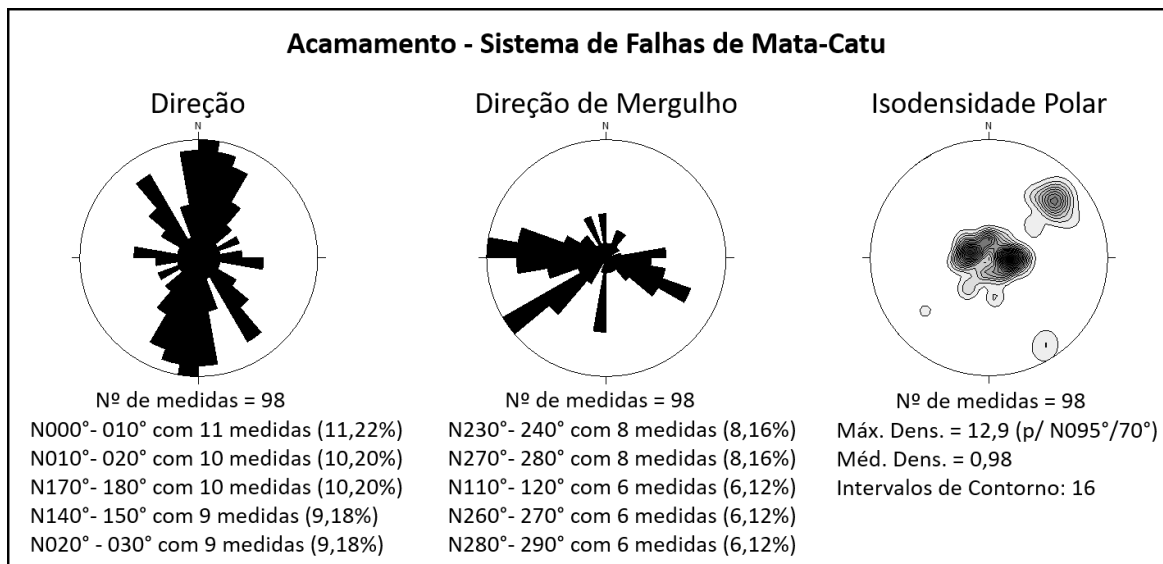 Acamamento - Sistema de Falhas de Mata-Catu
Direção
N
Nº de medidas = 98
N000°- 010° com 11 medidas (11,22%)
N010°- 020° com 10 medidas (10,20%)
N170°- 180° com 10 medidas (10,20%)
N140°- 150° com 9 medidas (9,18%)
N020° - 030° com 9 medidas (9,18%)
Direção de Mergulho
N
Nº de medidas = 98
N230°- 240° com 8 medidas (8,16%)
N270°- 280° com 8 medidas (8,16%)
N110°- 120° com 6 medidas (6,12%)
N260°- 270° com 6 medidas (6,12%)
N280°- 290° com 6 medidas (6,12%)
Isodensidade Polar
N
Nº de medidas = 98
Máx. Dens. = 12,9 (p/ N095°/70°)
Méd. Dens. = 0,98
Intervalos de Contorno: 16